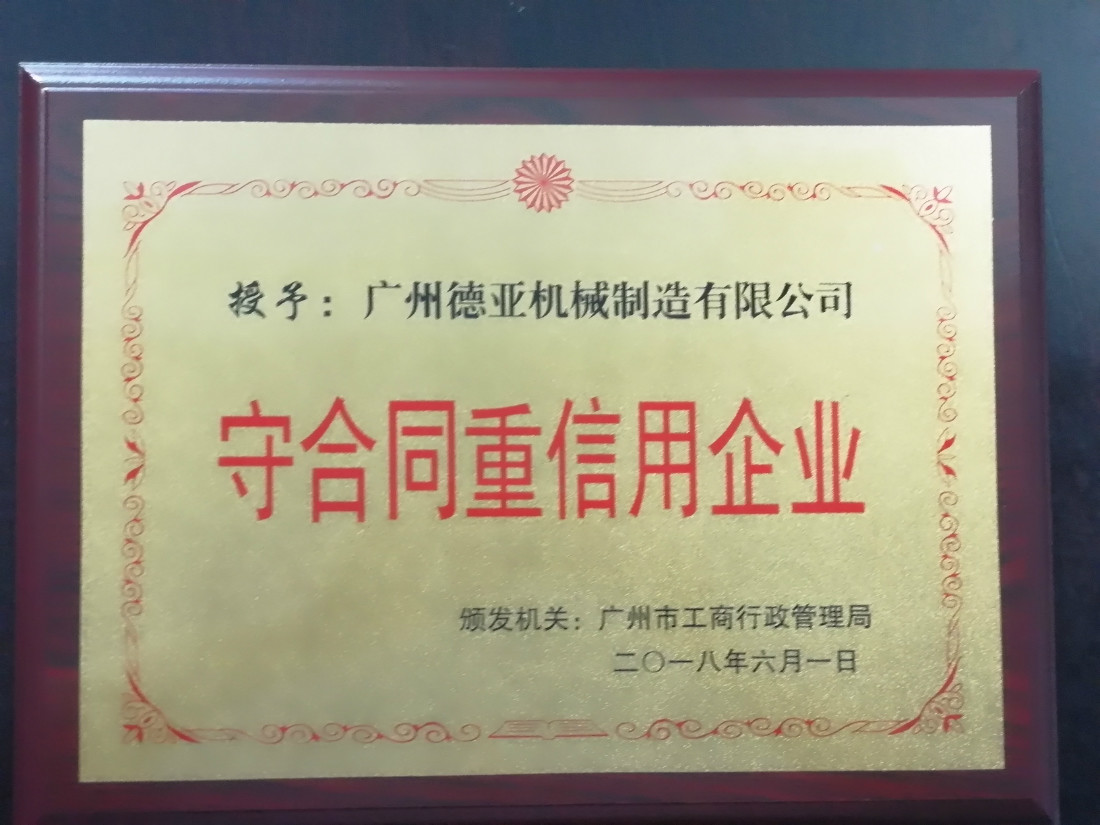 授予：广州德亚机械制造有限公司
守合同重信用企业
颁发机关：广州市工商行政管理局
二〇一八年六月一日